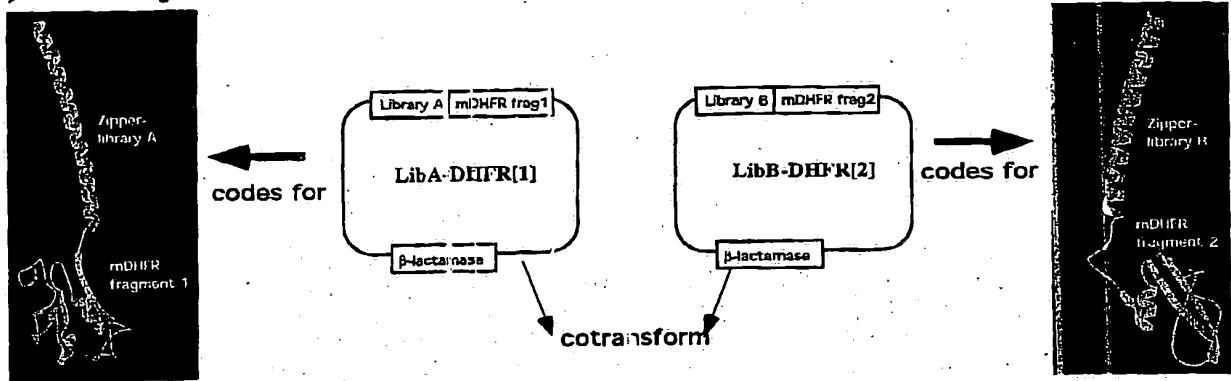 Zipper-
library A
mDHFR
fragment 1
codes for
Library A
mDHFR frag1
LibA-DHFR[1]
β-lactamase
cotransform
Library B
mDHFR frag2
LibB-DHFR[2]
β-lactamase
codes for
Zipper-
library B
mDHFR
fragment 2